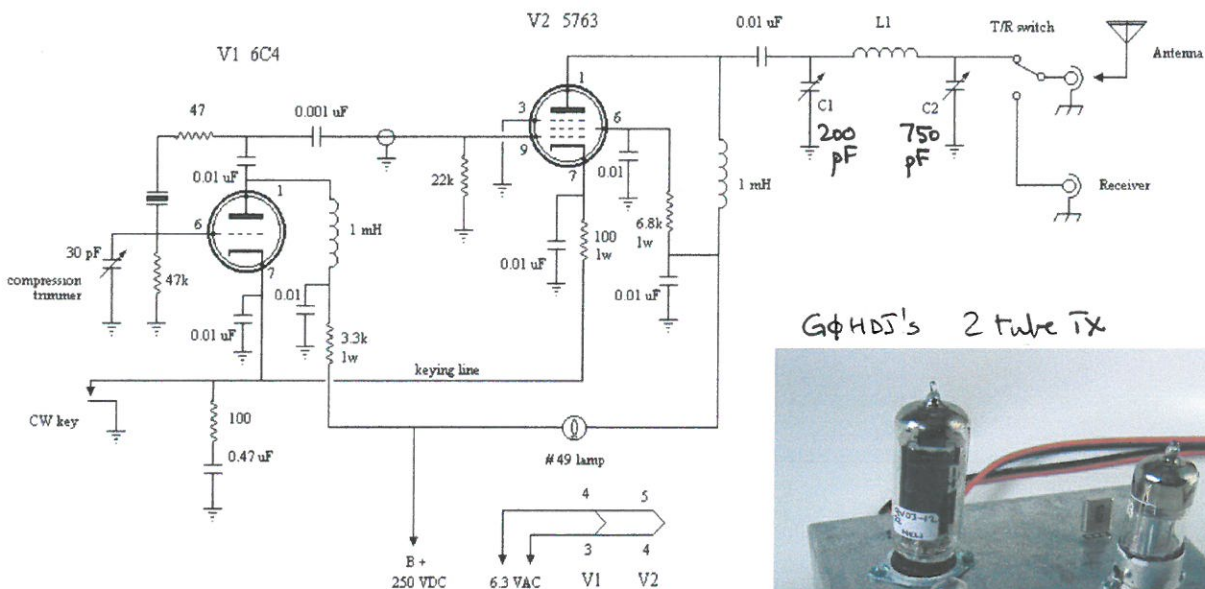 V2 5763
0.01 uF
L1
T/R switch
V1 6C4
Antenna
1
47
0.001 uF
3
6
9
C1
C2
200
pF
750
pF
0.01 uF
22k
7
0.01
1
1 mH
1 mH
Receiver
6
6.8k
1w
100
1w
30 pF
compression
trimmer
47k
7
0.01 uF
0.01 uF
0.01
0.01 uF
3.3k
1w
GØHDJ's 2 tube TX
keying line
CW key
100
0.47 uF
# 49 lamp
4
5
B +
250 VDC
6.3 VAC
3
4
V1
V2